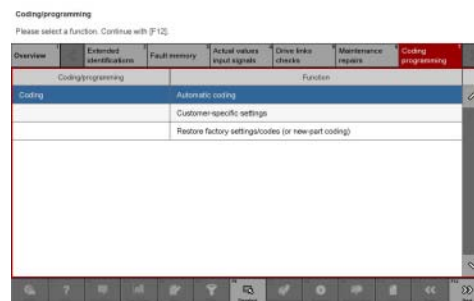 Coding/programming
Please select a function. Continue with [F12].
Overview
Extended
identifications
Fault memory
Actual values
input signals
Drive links
checks
Maintenance
repairs
Coding
programming
Coding/programming
Function
Coding
Automatic coding
Customer-specific settings
Restore factory settings/codes (or new-part coding)